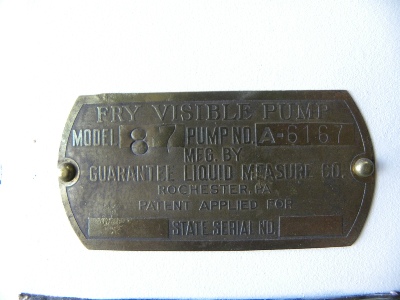 FRY VISIBLE PUMP
MODEL 87 PUMP NO. A-6167
MFG. BY
GUARANTEE LIQUID MEASURE CO.
ROCHESTER, PA.
PATENT APPLIED FOR
STATE SERIAL NO.